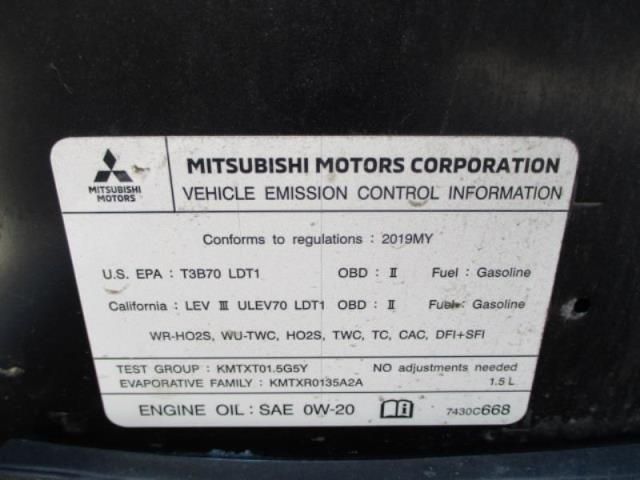 MITSUBISHI MOTORS
MITSUBISHI MOTORS CORPORATION
VEHICLE EMISSION CONTROL INFORMATION
Conforms to regulations : 2019MY
U.S. EPA : T3B70 LDT1 OBD : Ⅱ Fuel : Gasoline
California : LEV Ⅲ ULEV70 LDT1 OBD : Ⅱ Fuel : Gasoline
WR-HO2S, WU-TWC, HO2S, TWC, TC, CAC, DFI+SFI
TEST GROUP : KMTXT01.5G5Y NO adjustments needed
EVAPORATIVE FAMILY : KMTXR0135A2A 1.5 L
ENGINE OIL : SAE 0W-20 7430C668